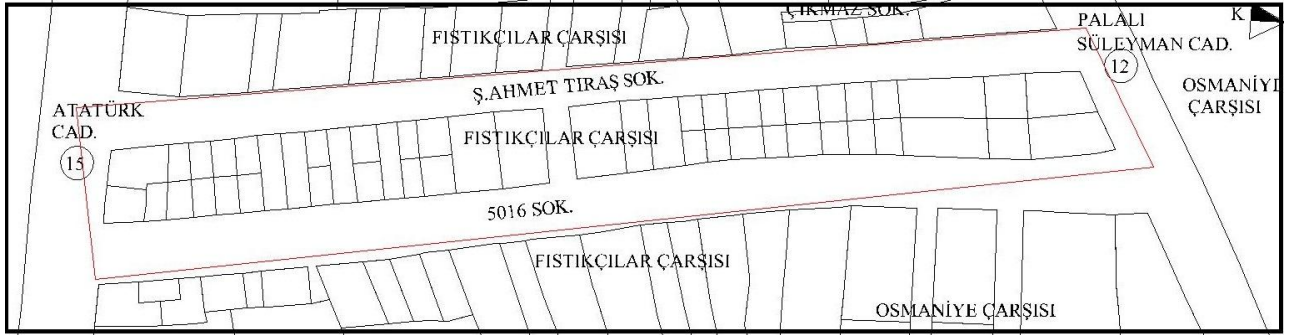 ÇIKMAZ SOK.
K
PALALI
SÜLEYMAN CAD.
12
FISTIKÇILAR ÇARŞISI
OSMANİYE
ÇARŞISI
Ş.AHMET TIRAŞ SOK.
ATATÜRK
CAD.
15
FISTIKÇILAR ÇARŞISI
5016 SOK.
FISTIKÇILAR ÇARŞISI
OSMANİYE ÇARŞISI